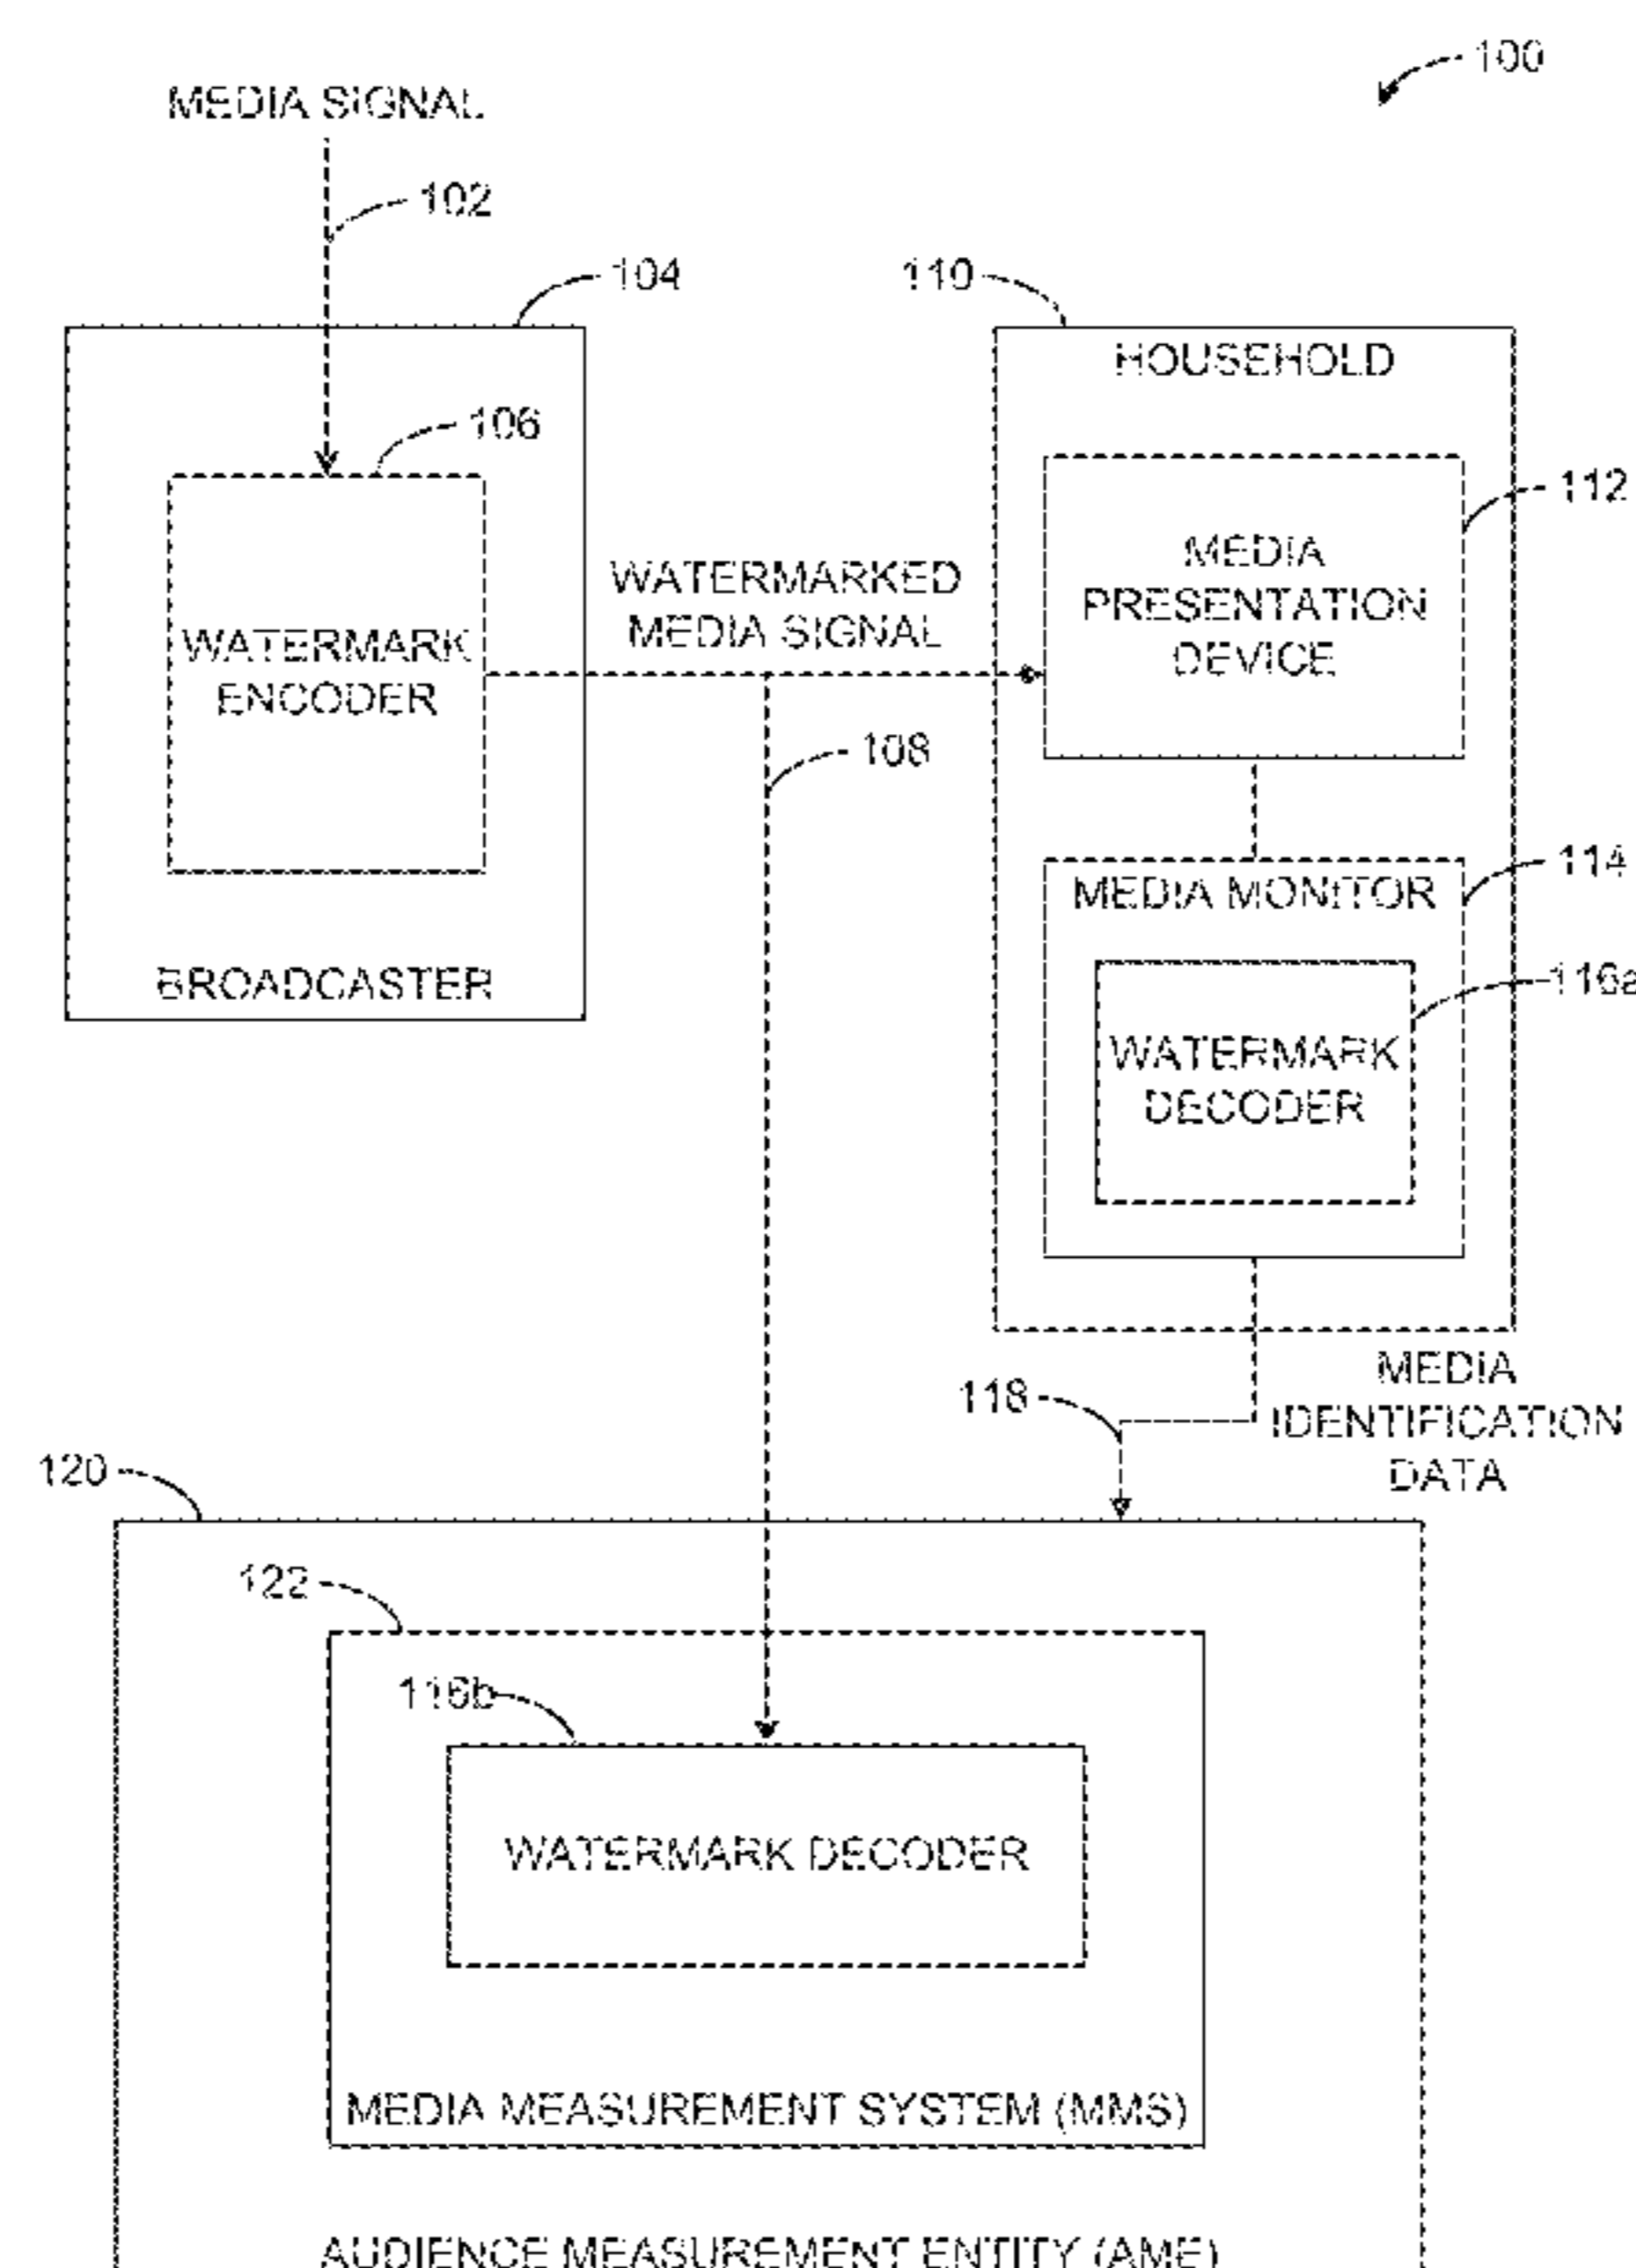 100
MEDIA SIGNAL
102
104
110
HOUSEHOLD
106
112
MEDIA
PRESENTATION
DEVICE
WATERMARKED
MEDIA SIGNAL
WATERMARK
ENCODER
108
114
MEDIA MONITOR
BROADCASTER
116a
WATERMARK
DECODER
MEDIA
IDENTIFICATION
DATA
118
120
122
116b
WATERMARK DECODER
MEDIA MEASUREMENT SYSTEM (MMS)
AUDIENCE MEASUREMENT ENTITY (AME)